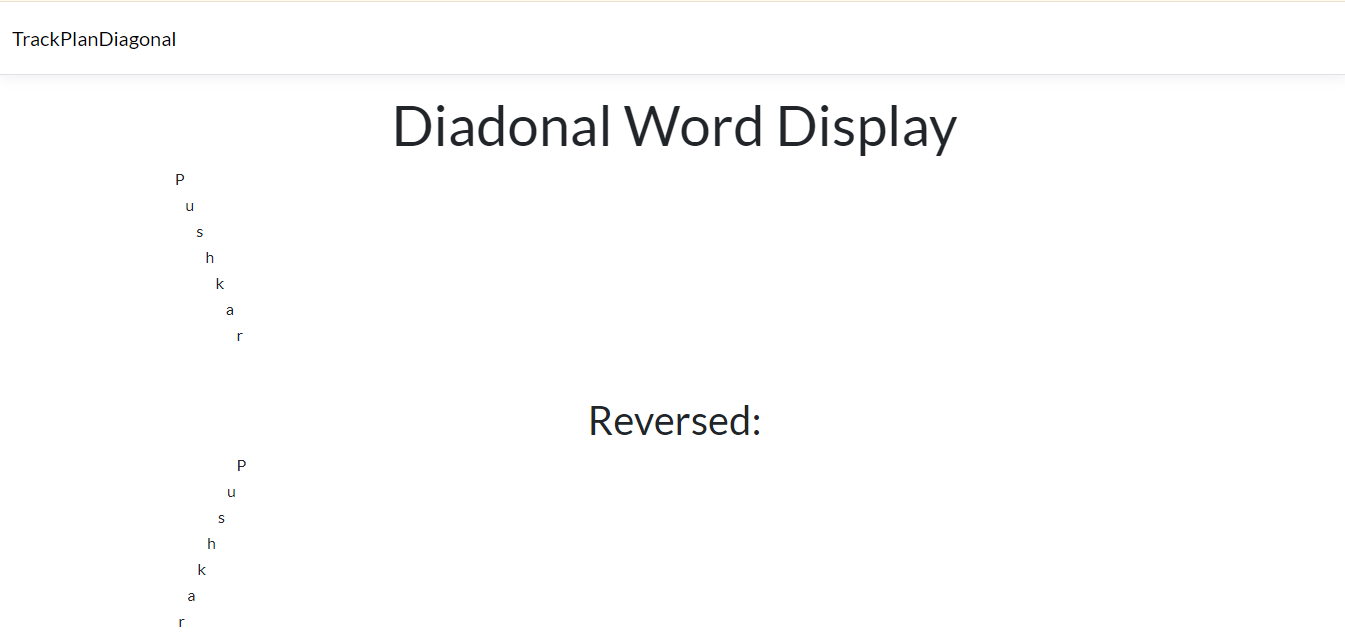 TrackPlanDiagonal
Diadonal Word Display
P
u
s
h
k
a
r
Reversed:
P
u
s
h
k
a
r